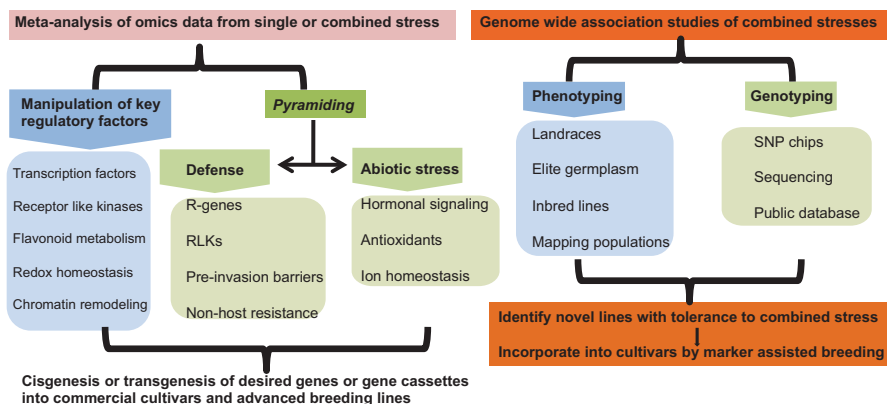 Meta-analysis of omics data from single or combined stress
Manipulation of key
regulatory factors
Pyramiding
Transcription factors
Receptor like kinases
Flavonoid metabolism
Redox homeostasis
Chromatin remodeling
Defense
R-genes
RLKs
Pre-invasion barriers
Non-host resistance
Abiotic stress
Hormonal signaling
Antioxidants
Ion homeostasis
Cisgenesis or transgenesis of desired genes or gene cassettes
into commercial cultivars and advanced breeding lines
Genome wide association studies of combined stresses
Phenotyping
Landraces
Elite germplasm
Inbred lines
Mapping populations
Genotyping
SNP chips
Sequencing
Public database
Identify novel lines with tolerance to combined stress
Incorporate into cultivars by marker assisted breeding